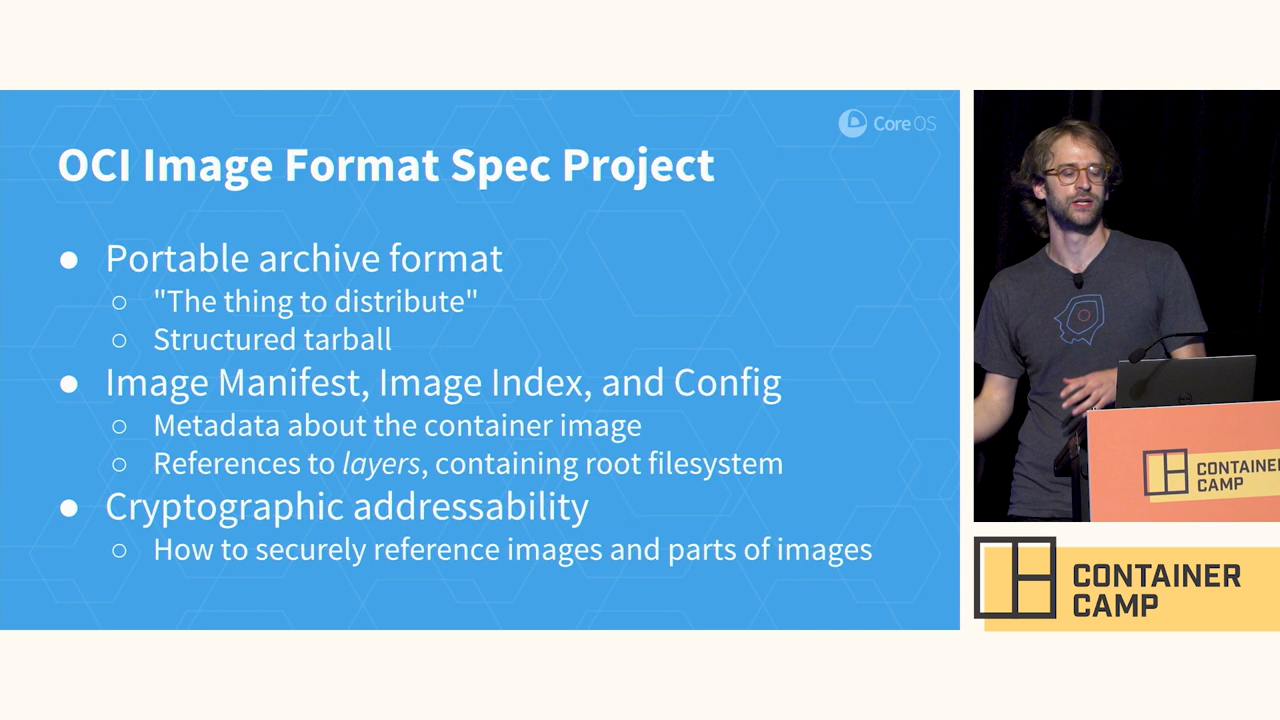 CoreOS
OCI Image Format Spec Project
● Portable archive format
○ "The thing to distribute"
○ Structured tarball
● Image Manifest, Image Index, and Config
○ Metadata about the container image
○ References to layers, containing root filesystem
● Cryptographic addressability
○ How to securely reference images and parts of images
CONTAINER
CAMP
CONTAINER
CAMP